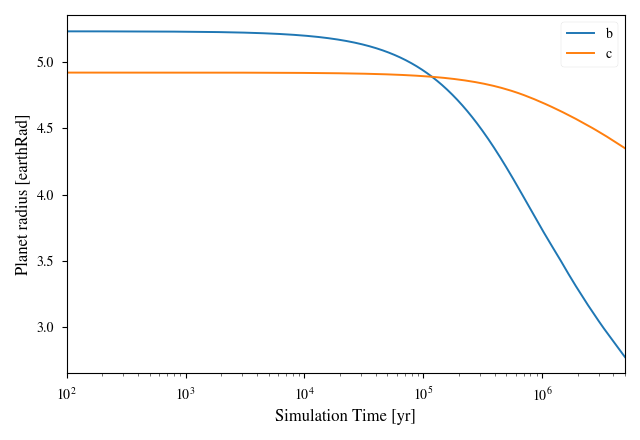 b
c
5.0
4.5
4.0
3.5
3.0
Planet radius [earthRad]
10²
10³
10⁴
10⁵
10⁶
Simulation Time [yr]